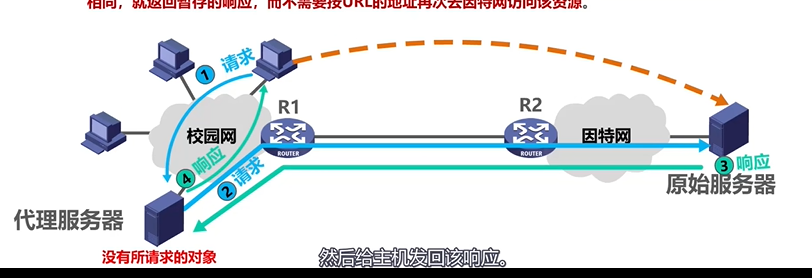 相同，就返回暂存的响应，而不需要按URL的地址再次去因特网访问该资源。
1 请求
R1
R2
校园网
因特网
ROUTER
ROUTER
4 响应
2 请求
3 响应
原始服务器
代理服务器
没有所请求的对象
然后给主机发回该响应。